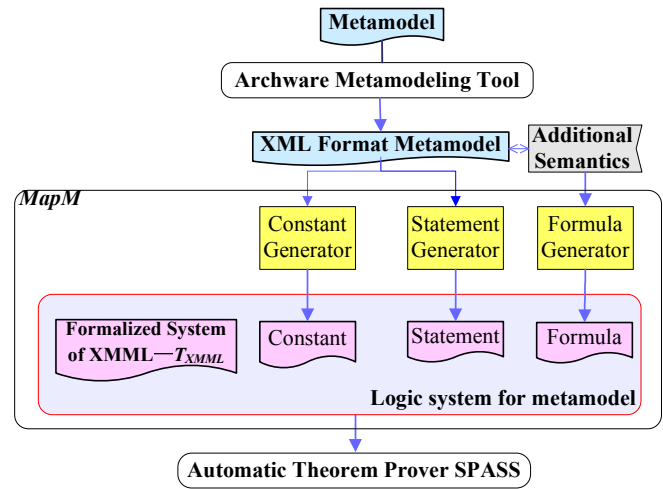 Metamodel
Archware Metamodeling Tool
XML Format Metamodel
Additional
Semantics
MapM
Constant
Generator
Statement
Generator
Formula
Generator
Formalized System
of XMML—T_XMML
Constant
Statement
Formula
Logic system for metamodel
Automatic Theorem Prover SPASS